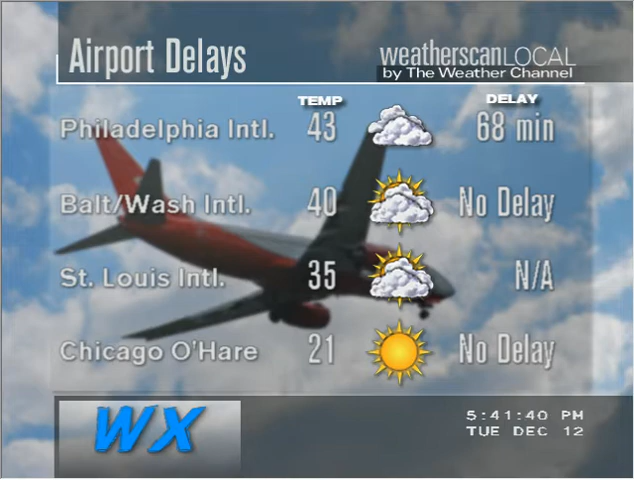 Airport Delays
weatherscanLOCAL
by The Weather Channel
TEMP DELAY
Philadelphia Intl. 43 68 min
Balt/Wash Intl. 40 No Delay
St. Louis Intl. 35 N/A
Chicago O'Hare 21 No Delay
WX
5:41:40 PM
TUE DEC 12